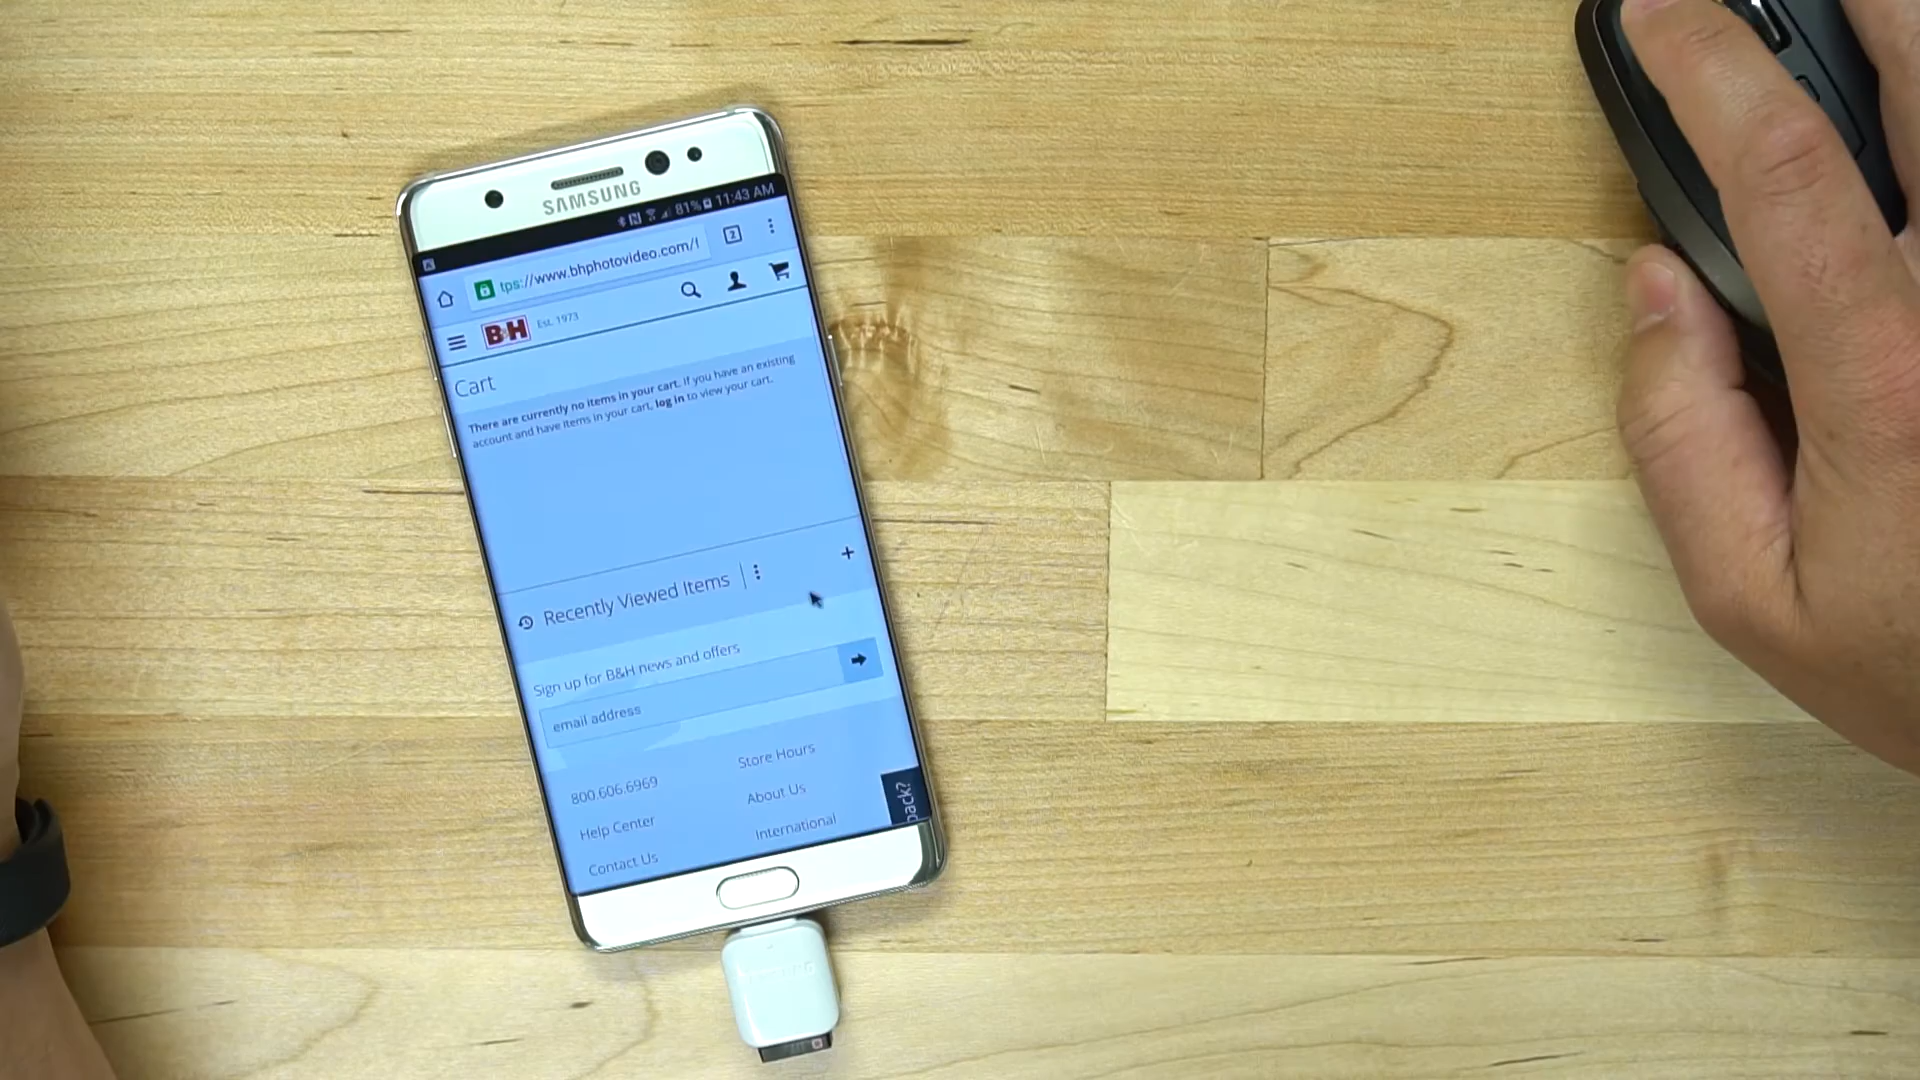 SAMSUNG
81% 11:43 AM
tps://www.bhphotovideo.com/
2
B&H Est. 1973
Cart
There are currently no items in your cart. If you have an existing
account and have items in your cart, log in to view your cart.
Recently Viewed Items
Sign up for B&H news and offers
email address
800.606.6969
Store Hours
Help Center
About Us
Contact Us
International
pack?